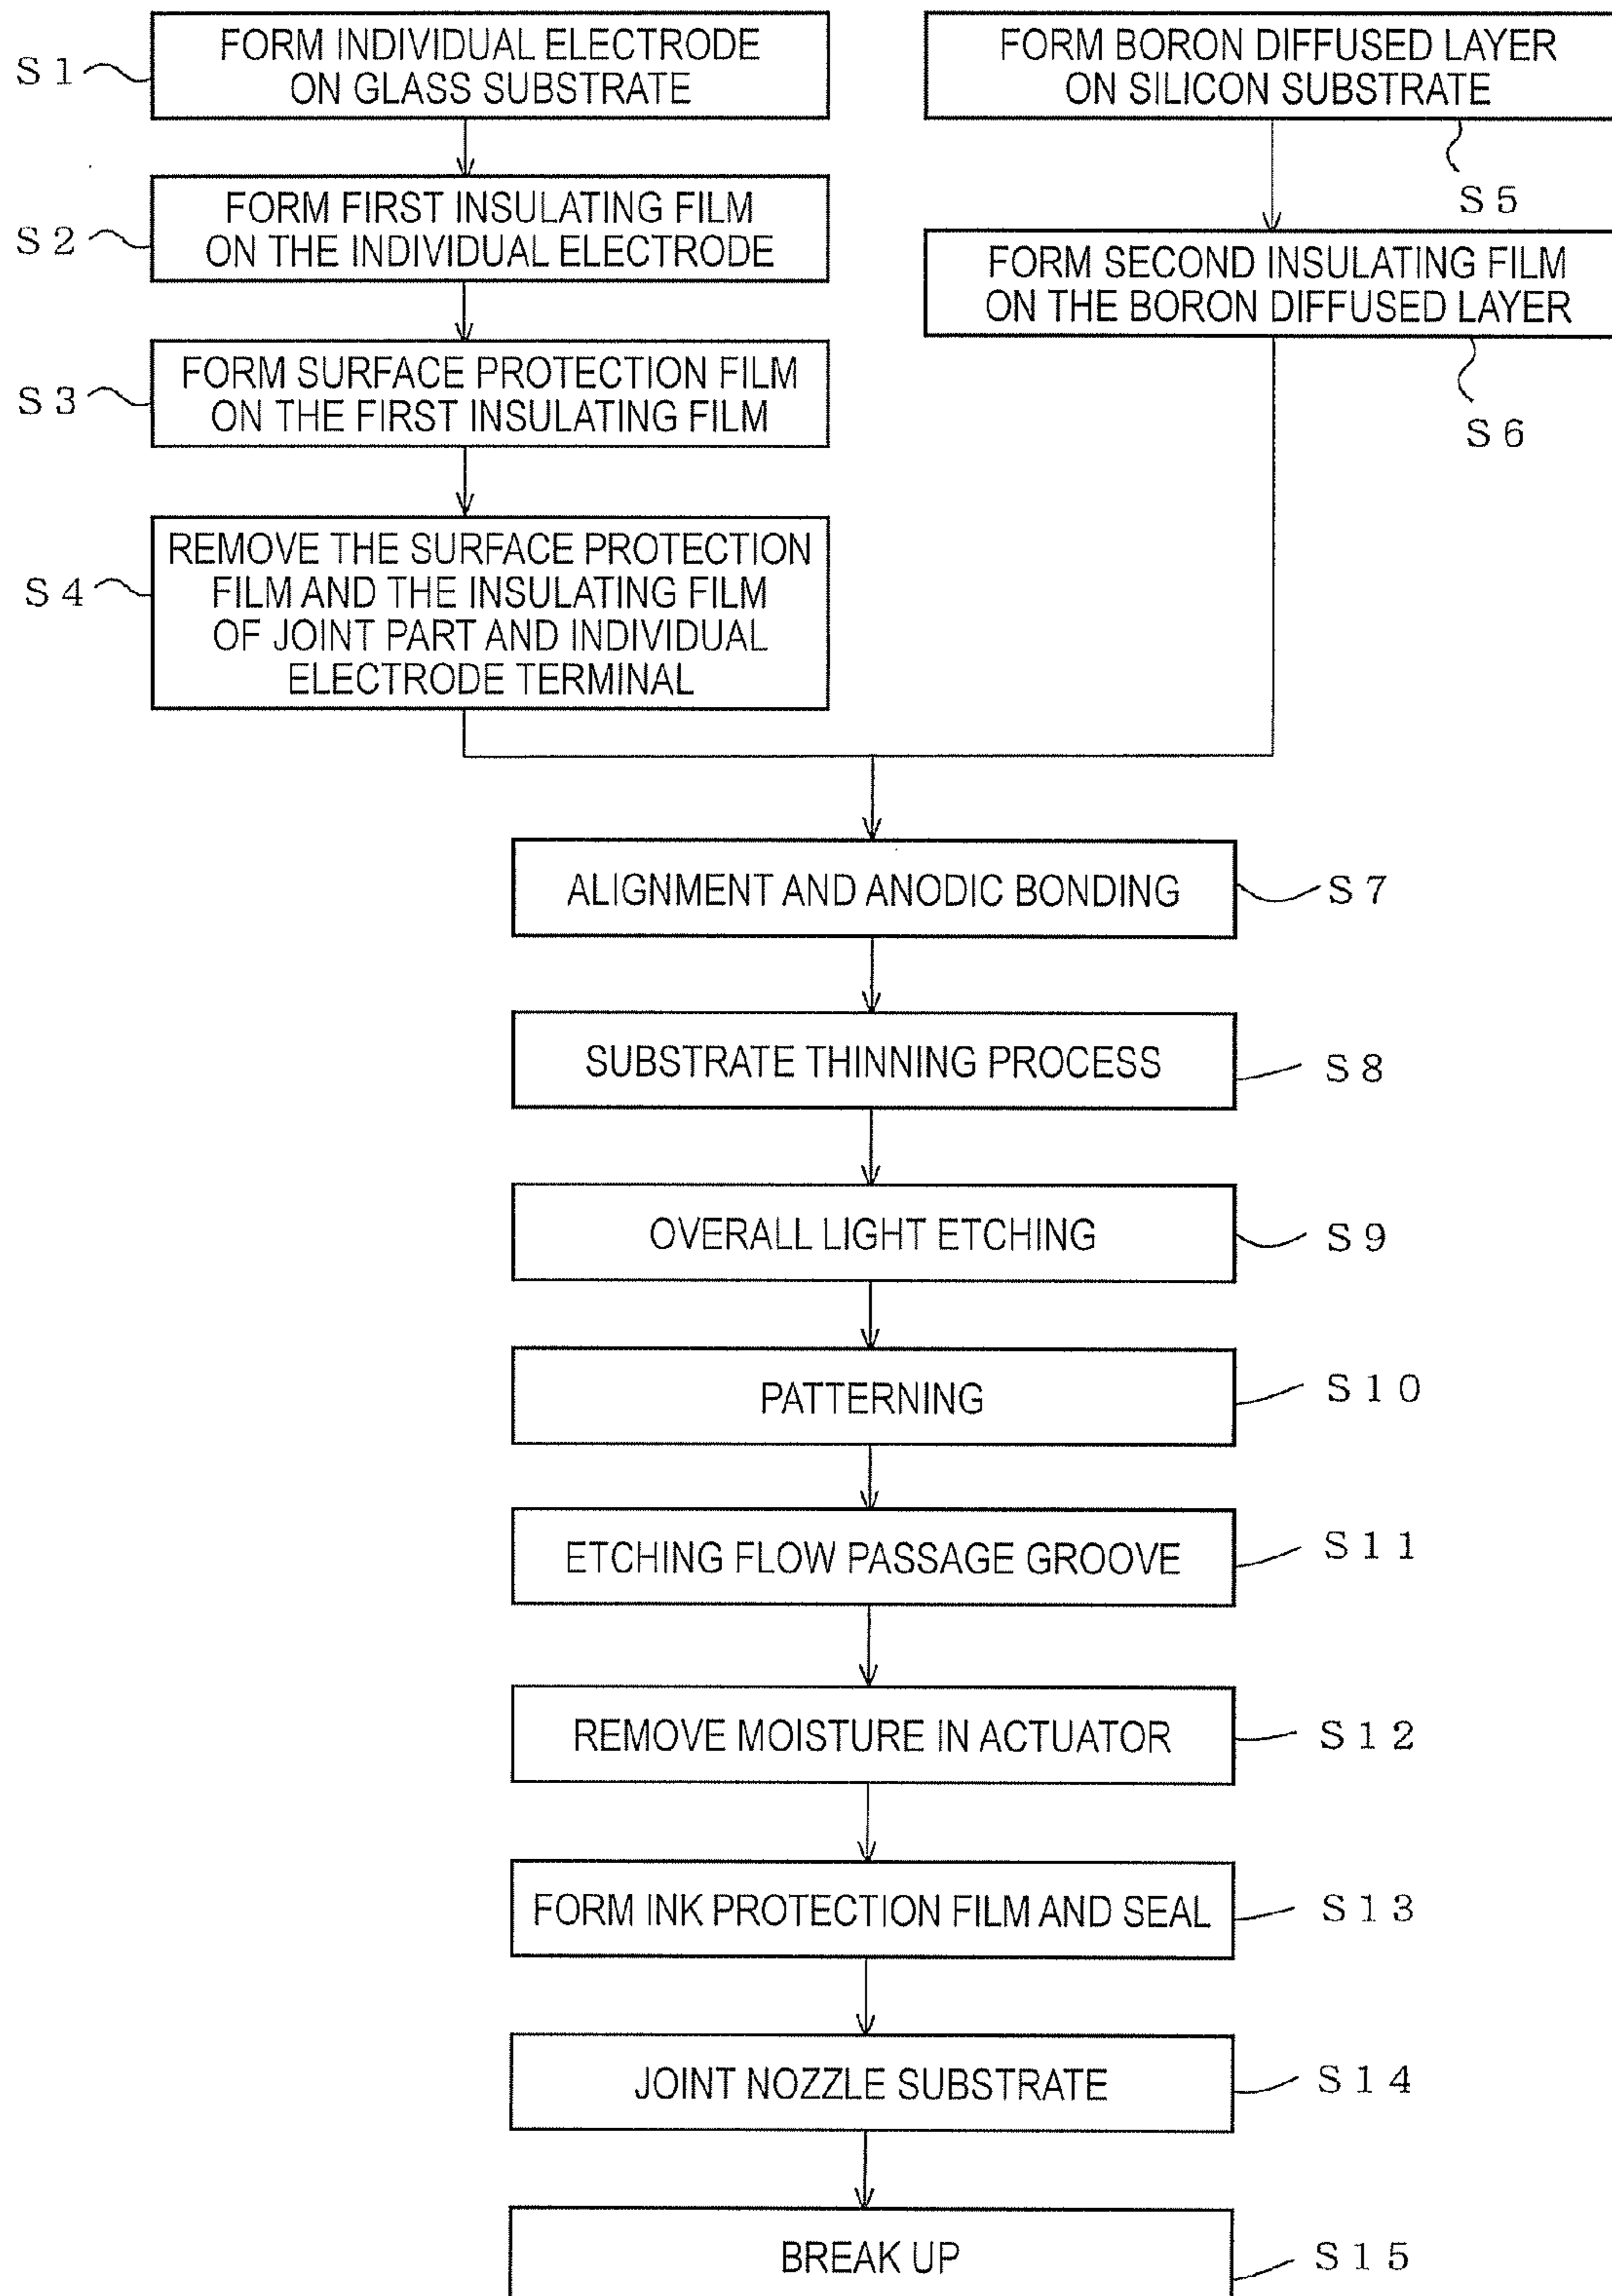 S1
FORM INDIVIDUAL ELECTRODE
ON GLASS SUBSTRATE
S2
FORM FIRST INSULATING FILM
ON THE INDIVIDUAL ELECTRODE
S3
FORM SURFACE PROTECTION FILM
ON THE FIRST INSULATING FILM
S4
REMOVE THE SURFACE PROTECTION
FILM AND THE INSULATING FILM
OF JOINT PART AND INDIVIDUAL
ELECTRODE TERMINAL
FORM BORON DIFFUSED LAYER
ON SILICON SUBSTRATE
S5
FORM SECOND INSULATING FILM
ON THE BORON DIFFUSED LAYER
S6
ALIGNMENT AND ANODIC BONDING
S7
SUBSTRATE THINNING PROCESS
S8
OVERALL LIGHT ETCHING
S9
PATTERNING
S10
ETCHING FLOW PASSAGE GROOVE
S11
REMOVE MOISTURE IN ACTUATOR
S12
FORM INK PROTECTION FILM AND SEAL
S13
JOINT NOZZLE SUBSTRATE
S14
BREAK UP
S15